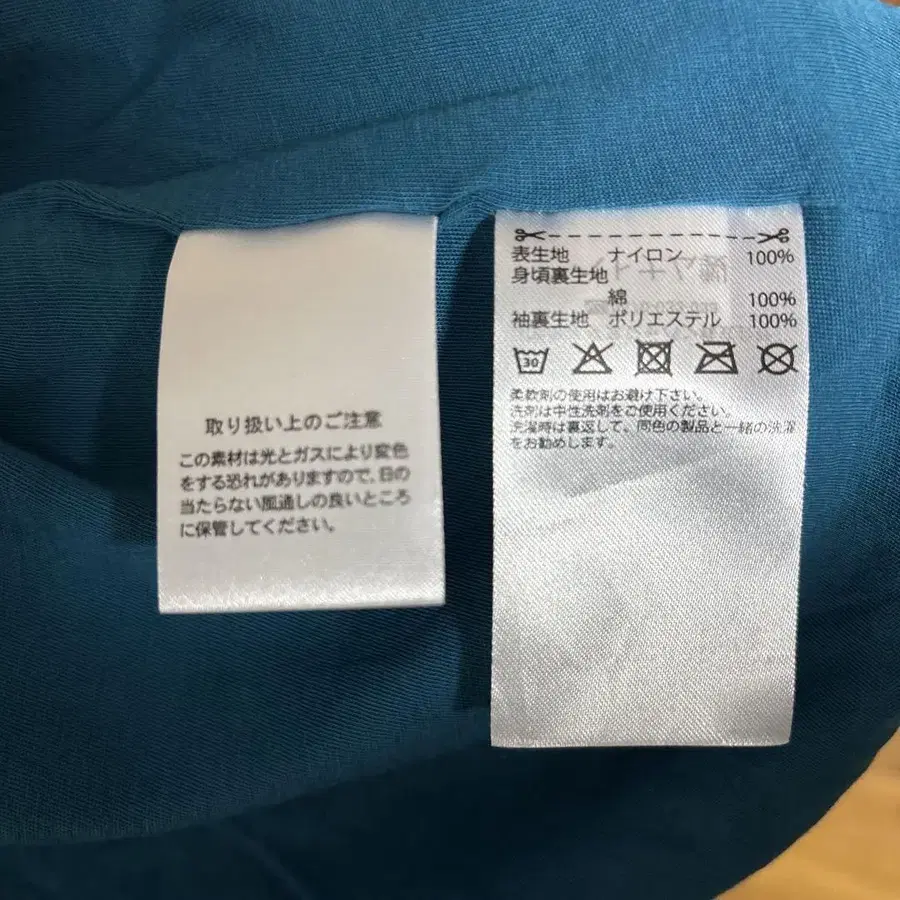 取り扱い上のご注意
この素材は光とガスにより変色
をする恐れがありますので、日の
当たらない風通しの良いところ
に保管してください。
表生地 ナイロン 100%
身頃裏生地
綿 100%
袖裏生地 ポリエステル 100%
30
柔軟剤の使用はお避け下さい。
洗剤は中性洗剤をご使用ください。
洗濯時は裏返して、同色の製品と一緒の洗濯
をお勧めします。